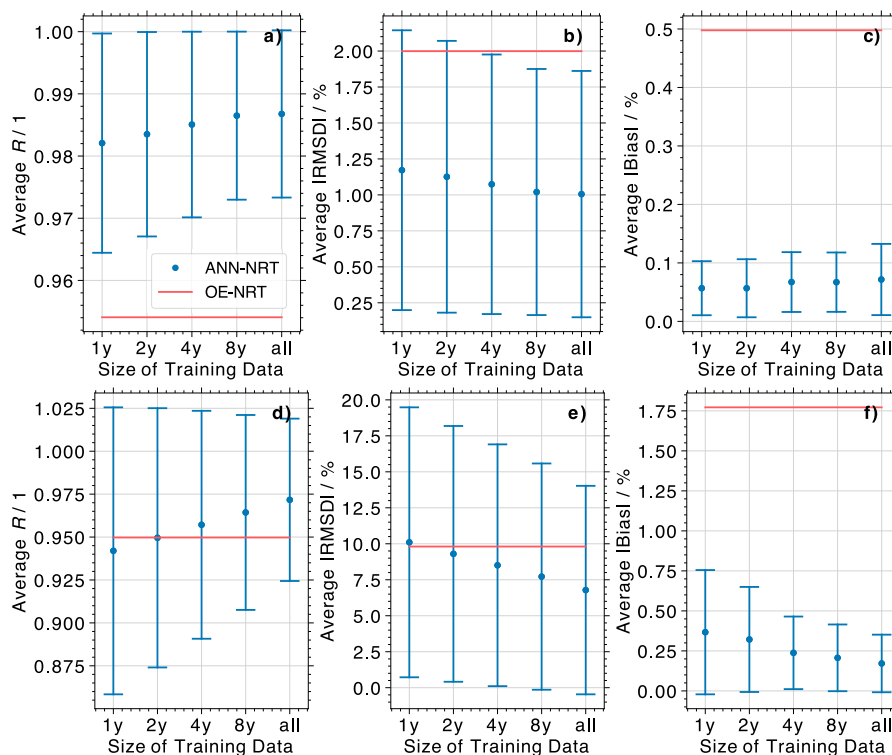 a)
1.00
0.99
0.98
0.97
0.96
Average R / 1
ANN-NRT
OE-NRT
1y 2y 4y 8y all
Size of Training Data
b)
2.00
1.75
1.50
1.25
1.00
0.75
0.50
0.25
Average |RMSD| / %
1y 2y 4y 8y all
Size of Training Data
c)
0.5
0.4
0.3
0.2
0.1
0.0
Average |Bias| / %
1y 2y 4y 8y all
Size of Training Data
d)
1.025
1.000
0.975
0.950
0.925
0.900
0.875
Average R / 1
1y 2y 4y 8y all
Size of Training Data
e)
20.0
17.5
15.0
12.5
10.0
7.5
5.0
2.5
0.0
Average |RMSD| / %
1y 2y 4y 8y all
Size of Training Data
f)
1.75
1.50
1.25
1.00
0.75
0.50
0.25
0.00
Average |Bias| / %
1y 2y 4y 8y all
Size of Training Data